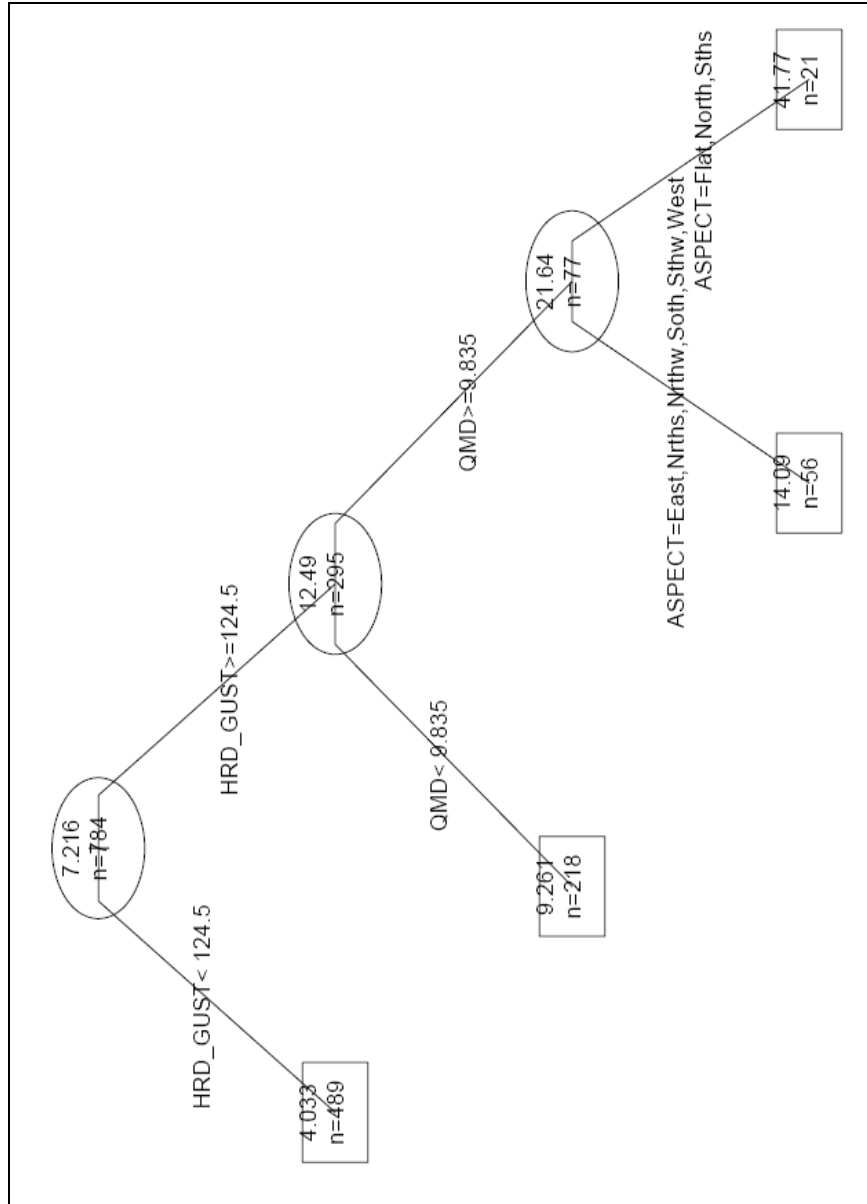 7.216
n=784
HRD_GUST< 124.5
HRD_GUST>=124.5
4.033
n=489
12.49
n=295
QMD< 9.835
QMD>=9.835
9.261
n=218
21.64
n=77
ASPECT=East,Nrths,Nrthw,Soth,Sthw,West
ASPECT=Flat,North,Sths
14.09
n=56
41.77
n=21